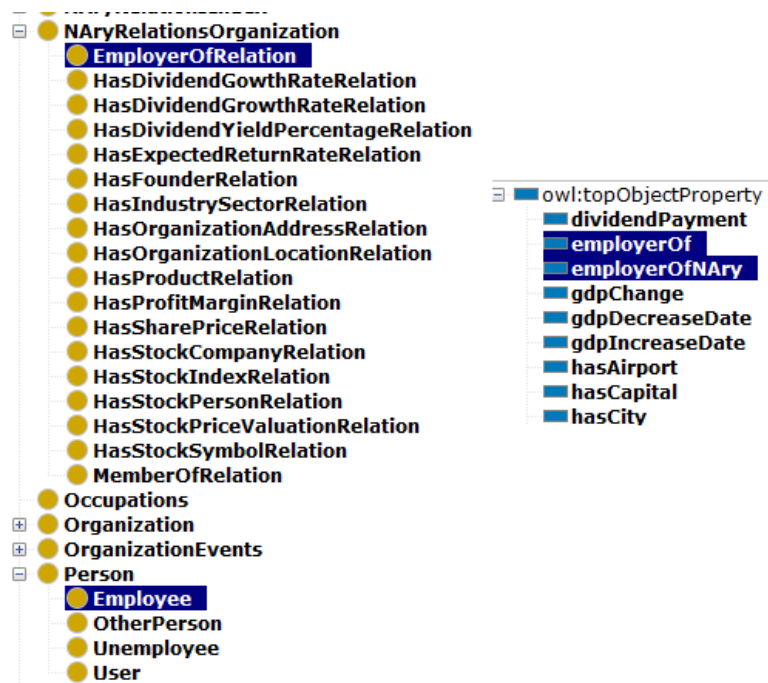 NAryRelationsOrganization
EmployerOfRelation
HasDividendGowthRateRelation
HasDividendGrowthRateRelation
HasDividendYieldPercentageRelation
HasExpectedReturnRateRelation
HasFounderRelation
HasIndustrySectorRelation
HasOrganizationAddressRelation
HasOrganizationLocationRelation
HasProductRelation
HasProfitMarginRelation
HasSharePriceRelation
HasStockCompanyRelation
HasStockIndexRelation
HasStockPersonRelation
HasStockPriceValuationRelation
HasStockSymbolRelation
MemberOfRelation
Occupations
Organization
OrganizationEvents
Person
Employee
OtherPerson
Unemployee
User
owl:topObjectProperty
dividendPayment
employerOf
employerOfNAry
gdpChange
gdpDecreaseDate
gdpIncreaseDate
hasAirport
hasCapital
hasCity